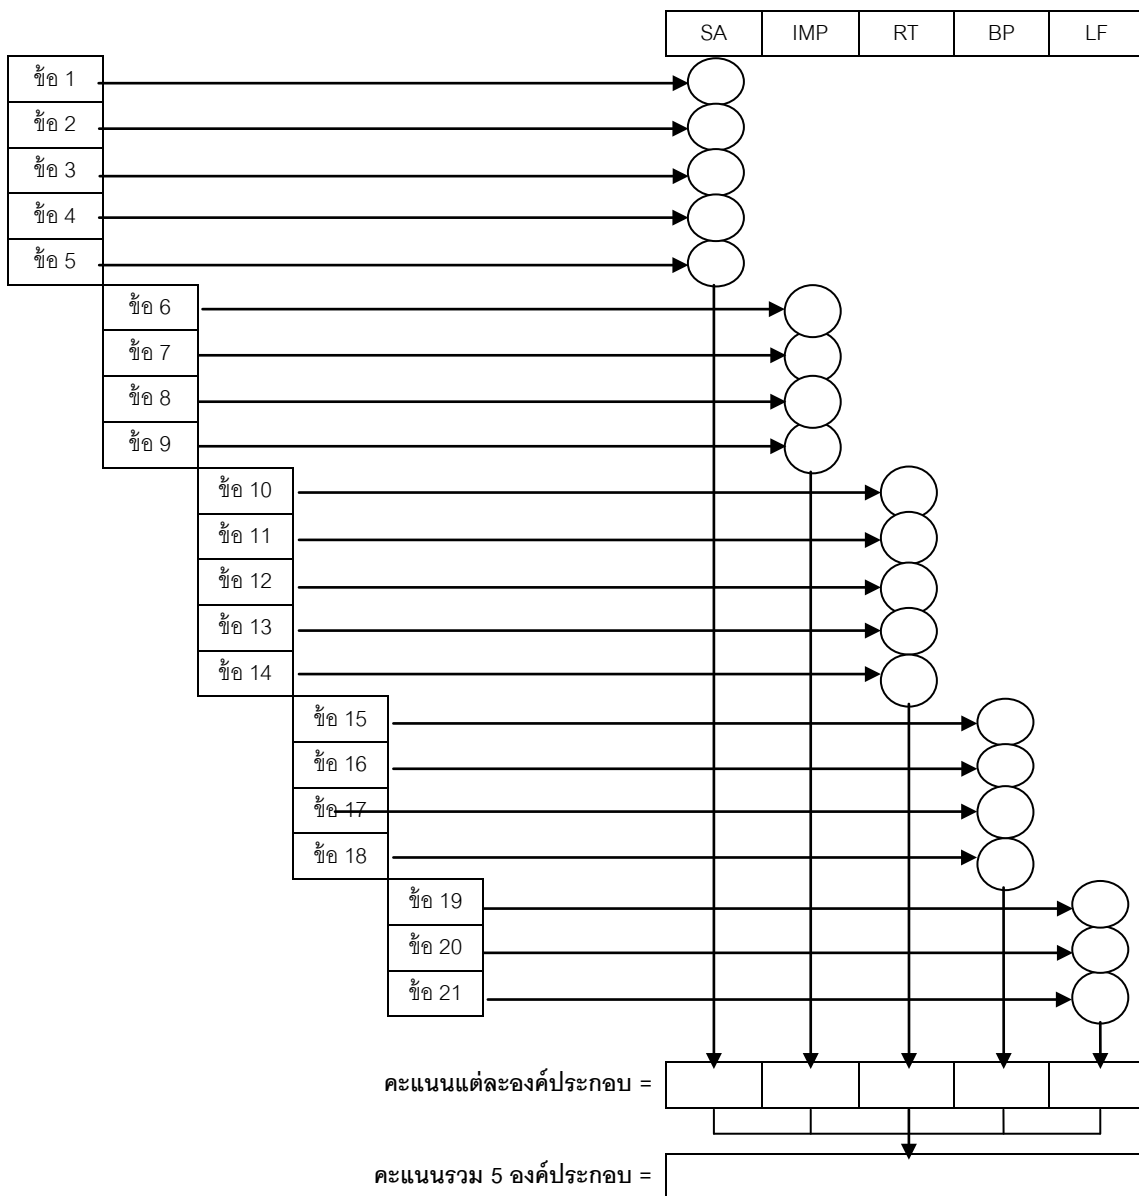 SA IMP RT BP LF
ข้อ 1
ข้อ 2
ข้อ 3
ข้อ 4
ข้อ 5
ข้อ 6
ข้อ 7
ข้อ 8
ข้อ 9
ข้อ 10
ข้อ 11
ข้อ 12
ข้อ 13
ข้อ 14
ข้อ 15
ข้อ 16
ข้อ 17
ข้อ 18
ข้อ 19
ข้อ 20
ข้อ 21
คะแนนแต่ละองค์ประกอบ =
คะแนนรวม 5 องค์ประกอบ =